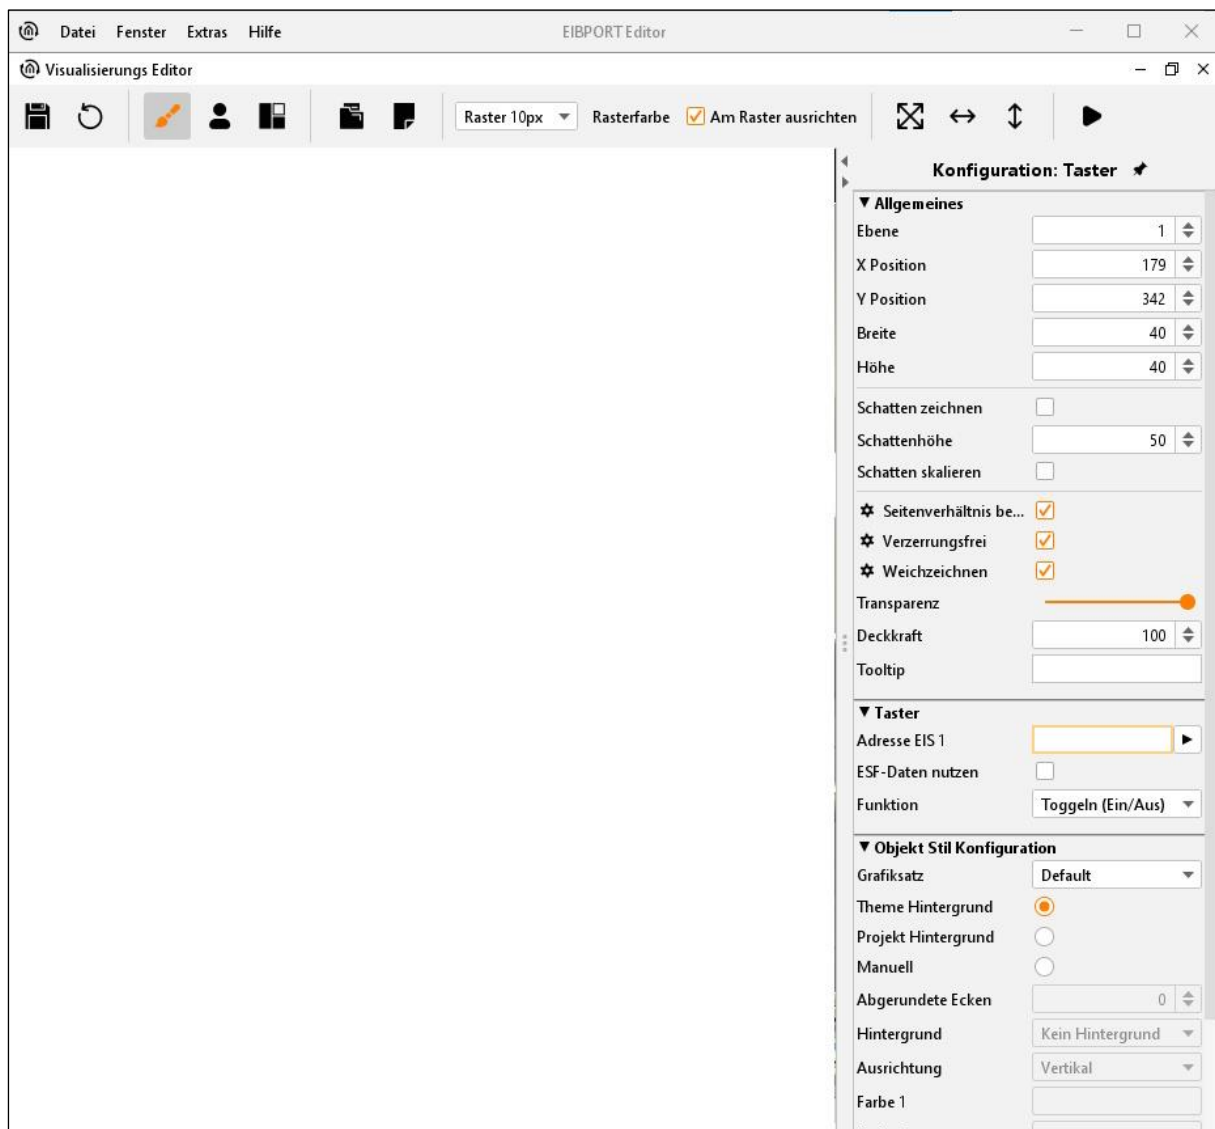 Datei Fenster Extras Hilfe EIBPORT Editor
Visualisierungs Editor
Raster 10px Rasterfarbe Am Raster ausrichten
Konfiguration: Taster
Allgemeines
Ebene 1
X Position 179
Y Position 342
Breite 40
Höhe 40
Schatten zeichnen
Schattenhöhe 50
Schatten skalieren
Seitenverhältnis be...
Verzerrungsfrei
Weichzeichnen
Transparenz
Deckkraft 100
Tooltip
Taster
Adresse EIS 1
ESF-Daten nutzen
Funktion Toggeln (Ein/Aus)
Objekt Stil Konfiguration
Grafiksatz Default
Theme Hintergrund
Projekt Hintergrund
Manuell
Abgerundete Ecken 0
Hintergrund Kein Hintergrund
Ausrichtung Vertikal
Farbe 1